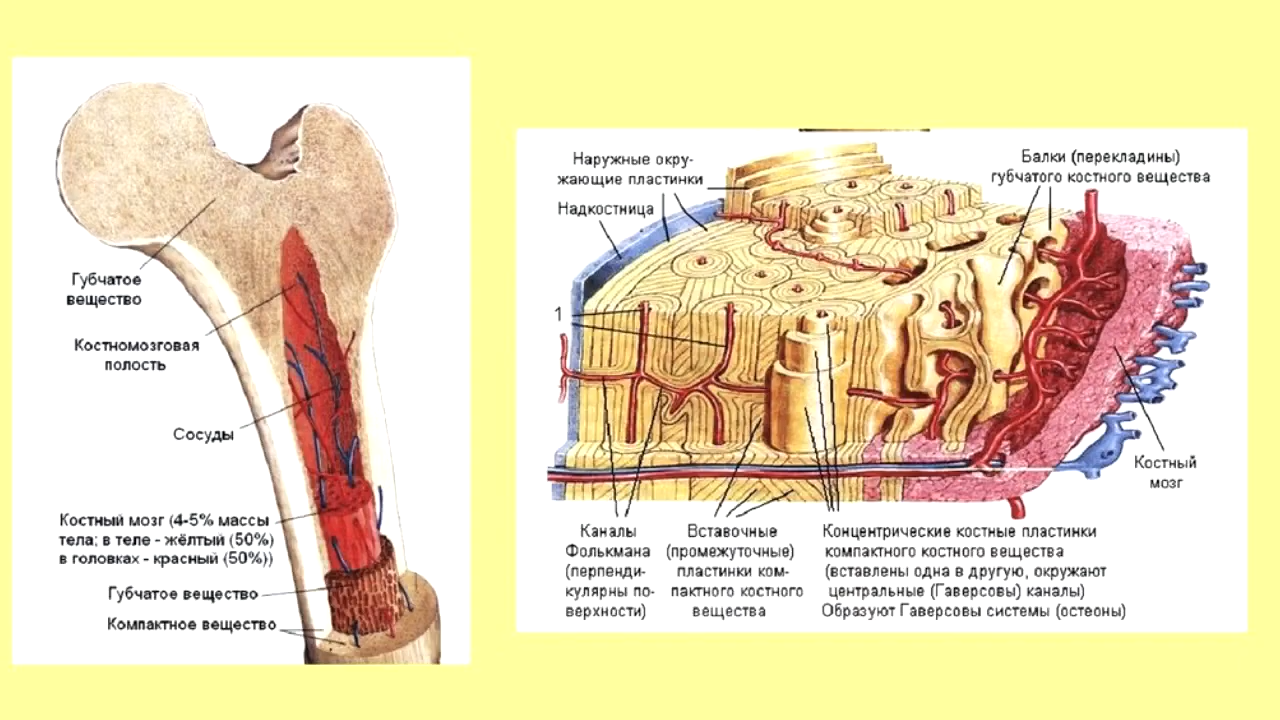 Губчатое
вещество
Костномозговая
полость
Сосуды
Костный мозг (4-5% массы
тела; в теле - жёлтый (50%)
в головках - красный (50%))
Губчатое вещество
Компактное вещество
Наружные окру-
жающие пластинки
Надкостница
1
Балки (перекладины)
губчатого костного вещества
Костный
мозг
Каналы
Фолькмана
(перпенди-
кулярны по-
верхности)
Вставочные
(промежуточные)
пластинки ком-
пактного костного
вещества
Концентрические костные пластинки
компактного костного вещества
(вставлены одна в другую, окружают
центральные (Гаверсовы) каналы)
Образуют Гаверсовы системы (остеоны)